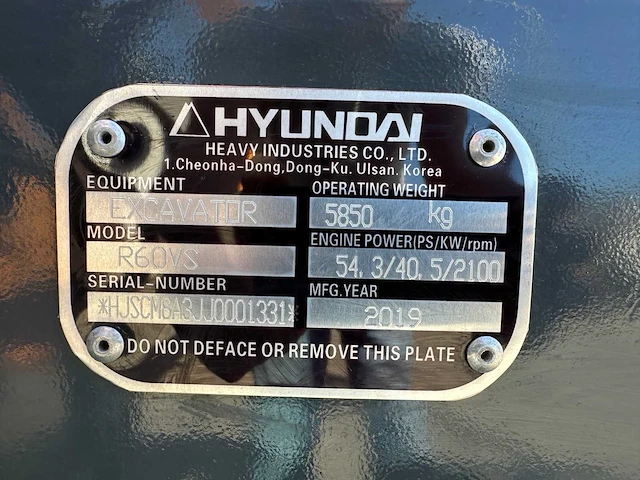 HYUNDAI
HEAVY INDUSTRIES CO., LTD.
1.Cheonha-Dong,Dong-Ku. Ulsan. Korea
EQUIPMENT
EXCAVATOR
OPERATING WEIGHT
5850 kg
MODEL
R60VS
ENGINE POWER(PS/KW/rpm)
54.3/40.5/2100
SERIAL-NUMBER
*HJSCM6A3JJ0001331*
MFG.YEAR
2019
DO NOT DEFACE OR REMOVE THIS PLATE